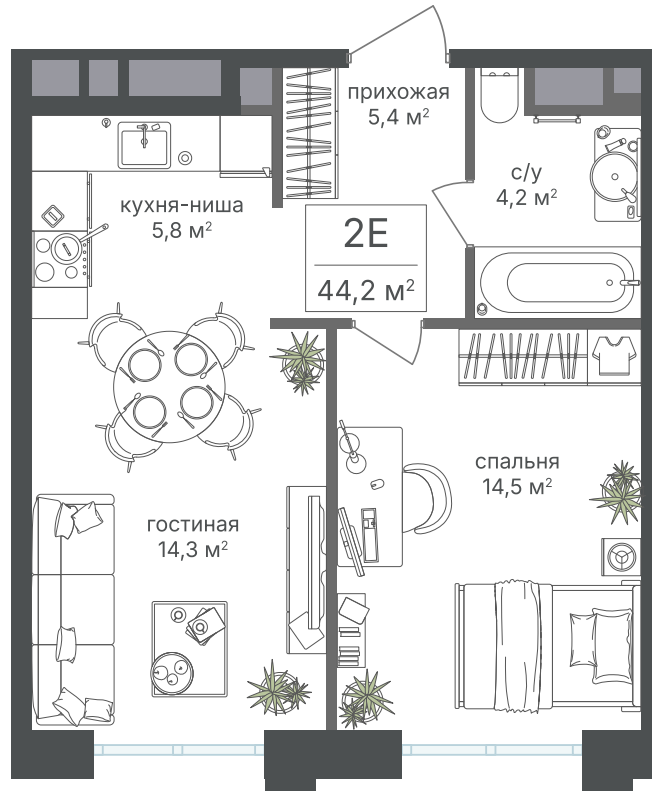 прихожая
5,4 м²
с/у
4,2 м²
кухня-ниша
5,8 м²
2Е
44,2 м²
спальня
14,5 м²
гостиная
14,3 м²